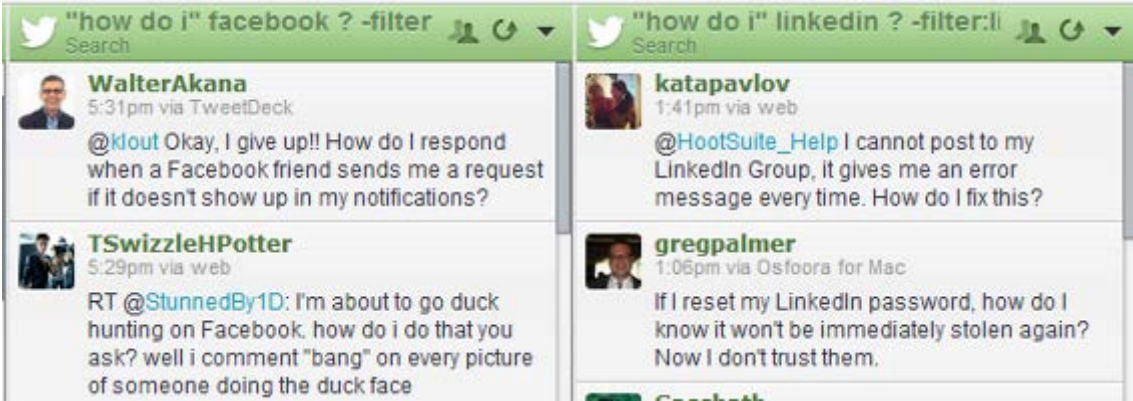 "how do i" facebook ? -filter
Search
WalterAkana
5:31pm via TweetDeck
@klout Okay, I give up!! How do I respond
when a Facebook friend sends me a request
if it doesn't show up in my notifications?
TSwizzleHPotter
5:29pm via web
RT @StunnedBy1D: I'm about to go duck
hunting on Facebook. how do i do that you
ask? well i comment "bang" on every picture
of someone doing the duck face
"how do i" linkedin ? -filter:li
Search
katapavlov
1:41pm via web
@HootSuite_Help I cannot post to my
LinkedIn Group, it gives me an error
message every time. How do I fix this?
gregpalmer
1:06pm via Osfoora for Mac
If I reset my LinkedIn password, how do I
know it won't be immediately stolen again?
Now I don't trust them.